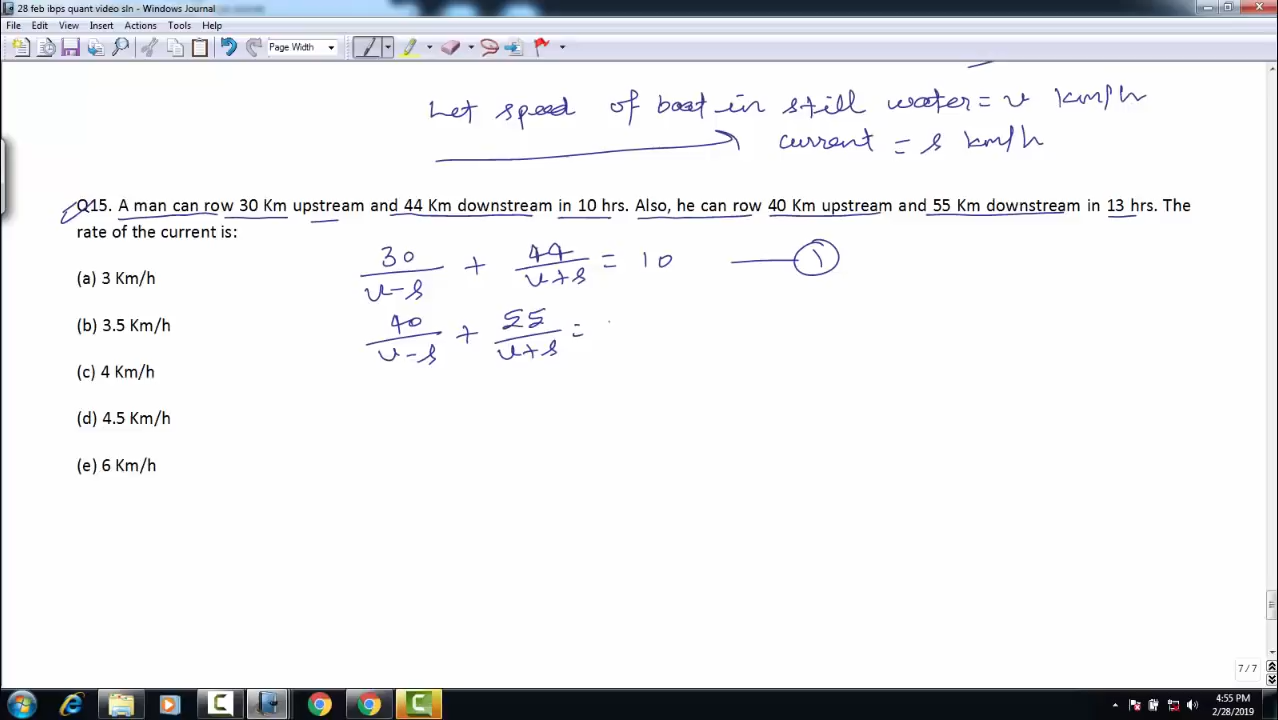 28 feb ibps quant video sln - Windows Journal
File Edit View Insert Actions Tools Help
Page Width
Let speed of boat in still water = v km/h
current = s km/h
Q15. A man can row 30 Km upstream and 44 Km downstream in 10 hrs. Also, he can row 40 Km upstream and 55 Km downstream in 13 hrs. The
rate of the current is:
30/v-s + 44/v+s = 10 1
(a) 3 Km/h
40/v-s + 55/v+s =
(b) 3.5 Km/h
(c) 4 Km/h
(d) 4.5 Km/h
(e) 6 Km/h
7/7
4:55 PM
2/28/2019